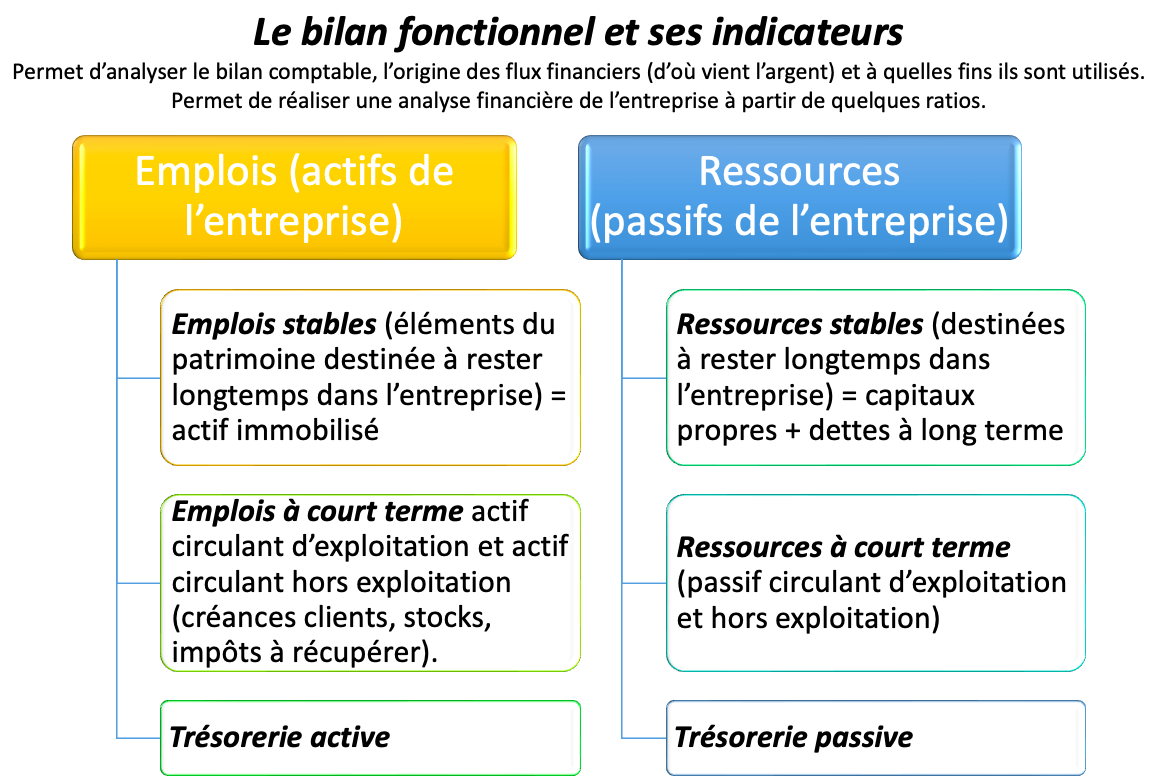 Le bilan fonctionnel et ses indicateurs
Permet d’analyser le bilan comptable, l’origine des flux financiers (d’où vient l’argent) et à quelles fins ils sont utilisés.
Permet de réaliser une analyse financière de l’entreprise à partir de quelques ratios.
Emplois (actifs de
l’entreprise)
Emplois stables (éléments du
patrimoine destinée à rester
longtemps dans l’entreprise) =
actif immobilisé
Emplois à court terme actif
circulant d’exploitation et actif
circulant hors exploitation
(créances clients, stocks,
impôts à récupérer).
Trésorerie active
Ressources
(passifs de l’entreprise)
Ressources stables (destinées
à rester longtemps dans
l’entreprise) = capitaux
propres + dettes à long terme
Ressources à court terme
(passif circulant d’exploitation
et hors exploitation)
Trésorerie passive